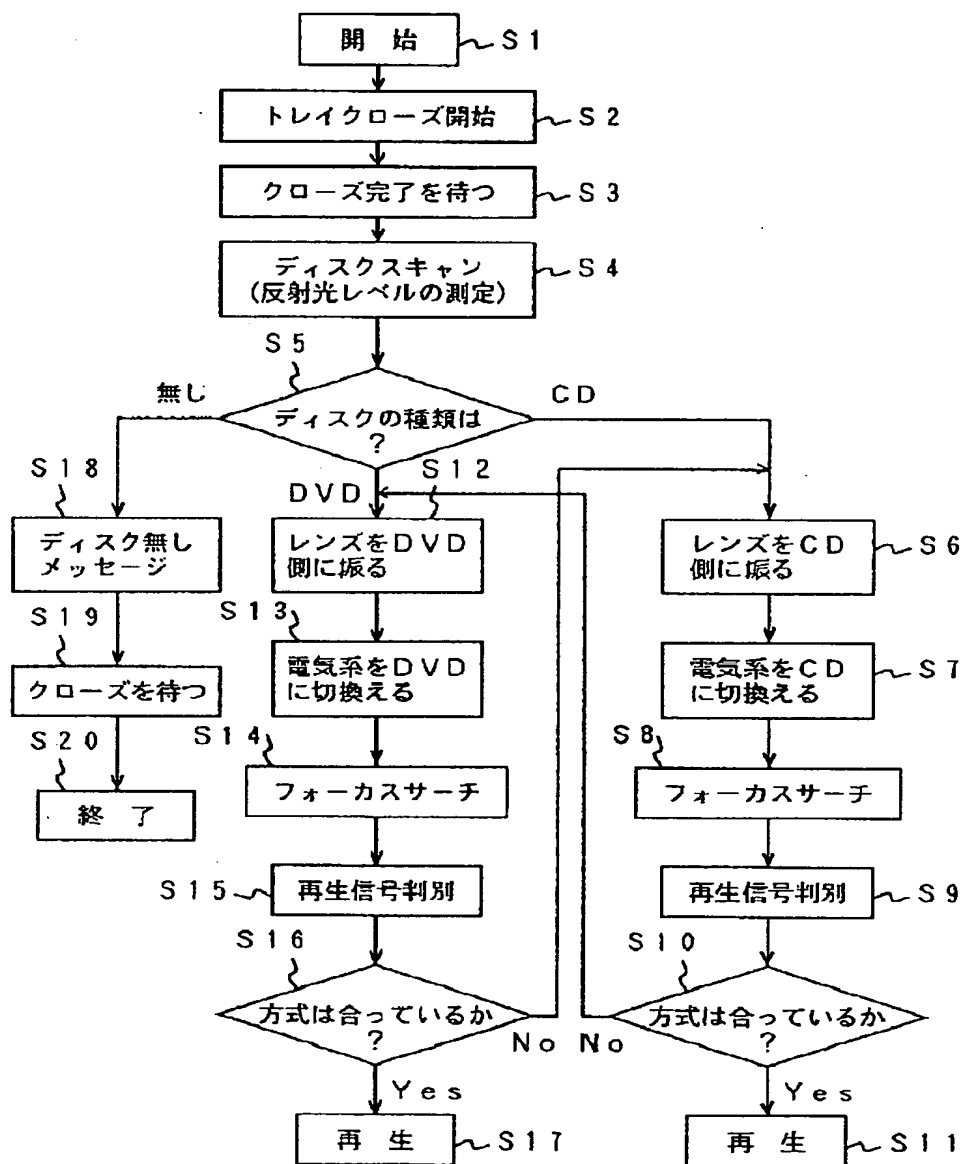 開 始
S1
トレイクローズ開始
S2
クローズ完了を待つ
S3
ディスクスキャン
(反射光レベルの測定)
S4
S5
ディスクの種類は
?
無し
DVD
CD
S18
ディスク無し
メッセージ
S19
クローズを待つ
S20
終 了
S12
レンズをDVD
側に振る
S13
電気系をDVD
に切換える
S14
フォーカスサーチ
S15
再生信号判別
S16
方式は合っているか
?
No
Yes
再 生
S17
レンズをCD
側に振る
S6
電気系をCD
に切換える
S7
S8
フォーカスサーチ
再生信号判別
S9
S10
方式は合っているか
?
No
Yes
再 生
S11